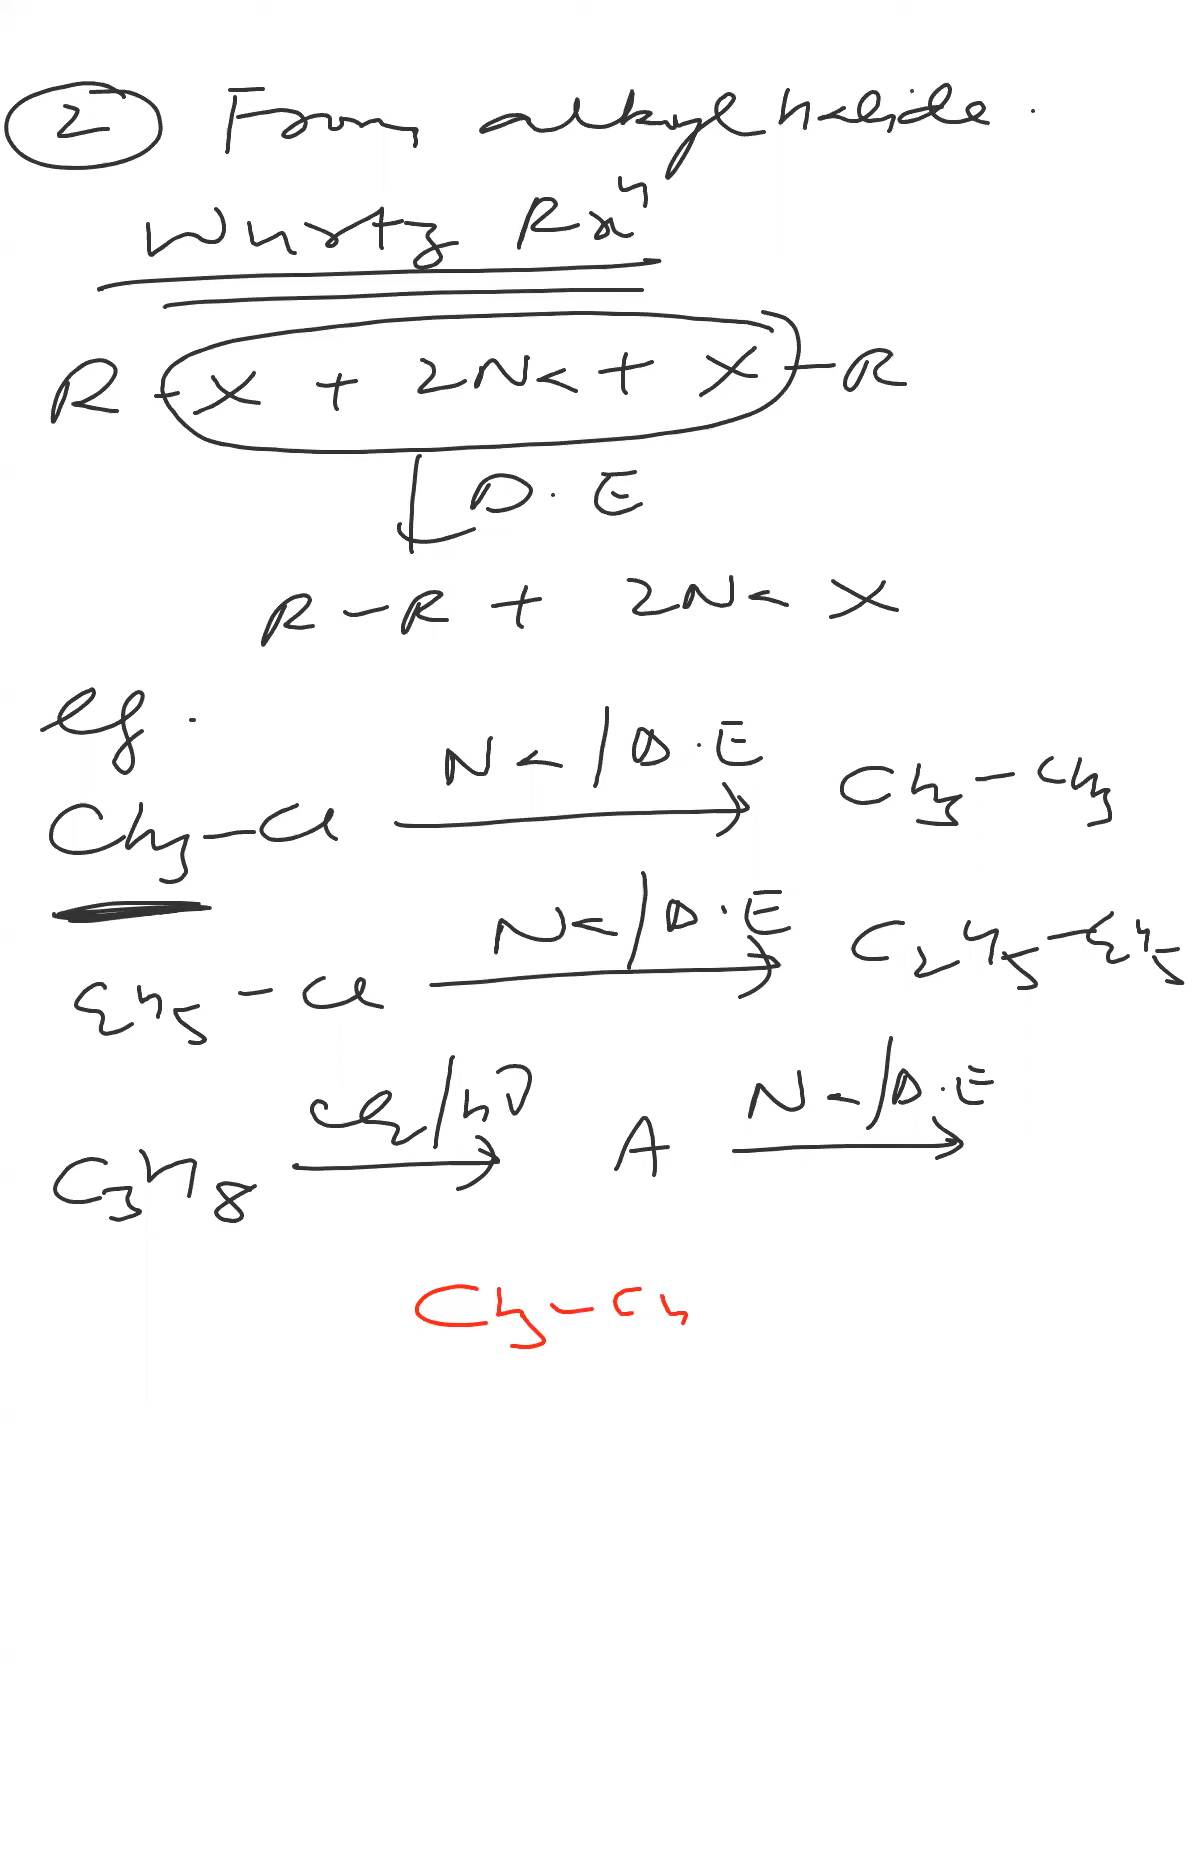 2 From alkyl halide.
Wurtz Rxⁿ
R - X + 2Na + X - R
↓ D.E
R - R + 2NaX
eg.
CH₃-Cl Na/D.E → CH₃-CH₃
C₂H₅-Cl Na/D.E → C₂H₅-C₂H₅
C₃H₈ Cl₂/hν → A Na/D.E →
CH₃-CH